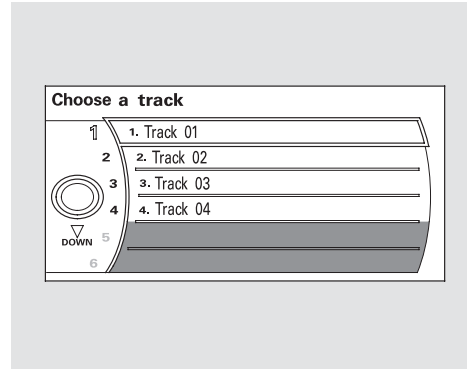 Choose a track
1 1. Track 01
2 2. Track 02
3 3. Track 03
4 4. Track 04
DOWN 5
6